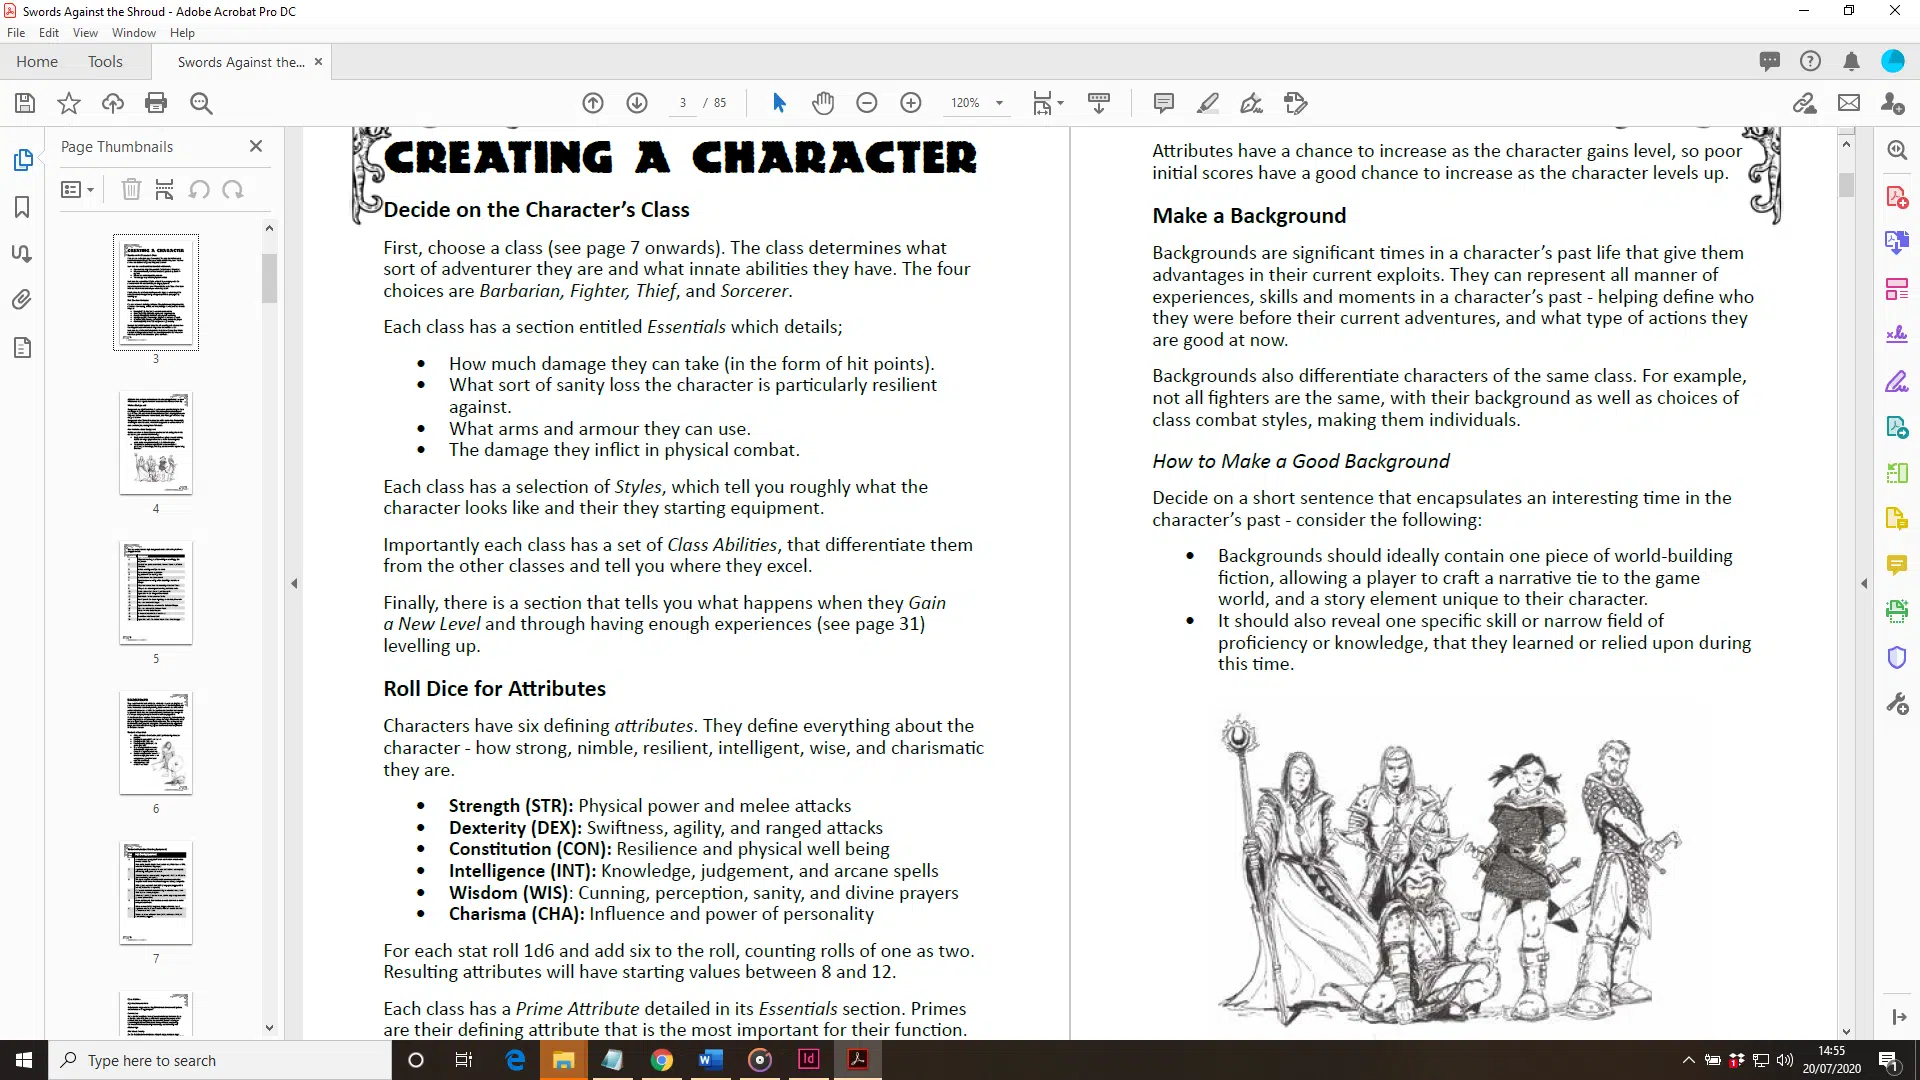 Swords Against the Shroud - Adobe Acrobat Pro DC
File Edit View Window Help
Home Tools Swords Against the...
3 / 85 120%
Page Thumbnails
3
4
5
6
7
CREATING A CHARACTER
Decide on the Character's Class
First, choose a class (see page 7 onwards). The class determines what
sort of adventurer they are and what innate abilities they have. The four
choices are Barbarian, Fighter, Thief, and Sorcerer.
Each class has a section entitled Essentials which details;
• How much damage they can take (in the form of hit points).
• What sort of sanity loss the character is particularly resilient
against.
• What arms and armour they can use.
• The damage they inflict in physical combat.
Each class has a selection of Styles, which tell you roughly what the
character looks like and their they starting equipment.
Importantly each class has a set of Class Abilities, that differentiate them
from the other classes and tell you where they excel.
Finally, there is a section that tells you what happens when they Gain
a New Level and through having enough experiences (see page 31)
levelling up.
Roll Dice for Attributes
Characters have six defining attributes. They define everything about the
character - how strong, nimble, resilient, intelligent, wise, and charismatic
they are.
• Strength (STR): Physical power and melee attacks
• Dexterity (DEX): Swiftness, agility, and ranged attacks
• Constitution (CON): Resilience and physical well being
• Intelligence (INT): Knowledge, judgement, and arcane spells
• Wisdom (WIS): Cunning, perception, sanity, and divine prayers
• Charisma (CHA): Influence and power of personality
For each stat roll 1d6 and add six to the roll, counting rolls of one as two.
Resulting attributes will have starting values between 8 and 12.
Each class has a Prime Attribute detailed in its Essentials section. Primes
are their defining attribute that is the most important for their function.
Attributes have a chance to increase as the character gains level, so poor
initial scores have a good chance to increase as the character levels up.
Make a Background
Backgrounds are significant times in a character's past life that give them
advantages in their current exploits. They can represent all manner of
experiences, skills and moments in a character's past - helping define who
they were before their current adventures, and what type of actions they
are good at now.
Backgrounds also differentiate characters of the same class. For example,
not all fighters are the same, with their background as well as choices of
class combat styles, making them individuals.
How to Make a Good Background
Decide on a short sentence that encapsulates an interesting time in the
character's past - consider the following:
• Backgrounds should ideally contain one piece of world-building
fiction, allowing a player to craft a narrative tie to the game
world, and a story element unique to their character.
• It should also reveal one specific skill or narrow field of
proficiency or knowledge, that they learned or relied upon during
this time.
Type here to search
14:55
20/07/2020